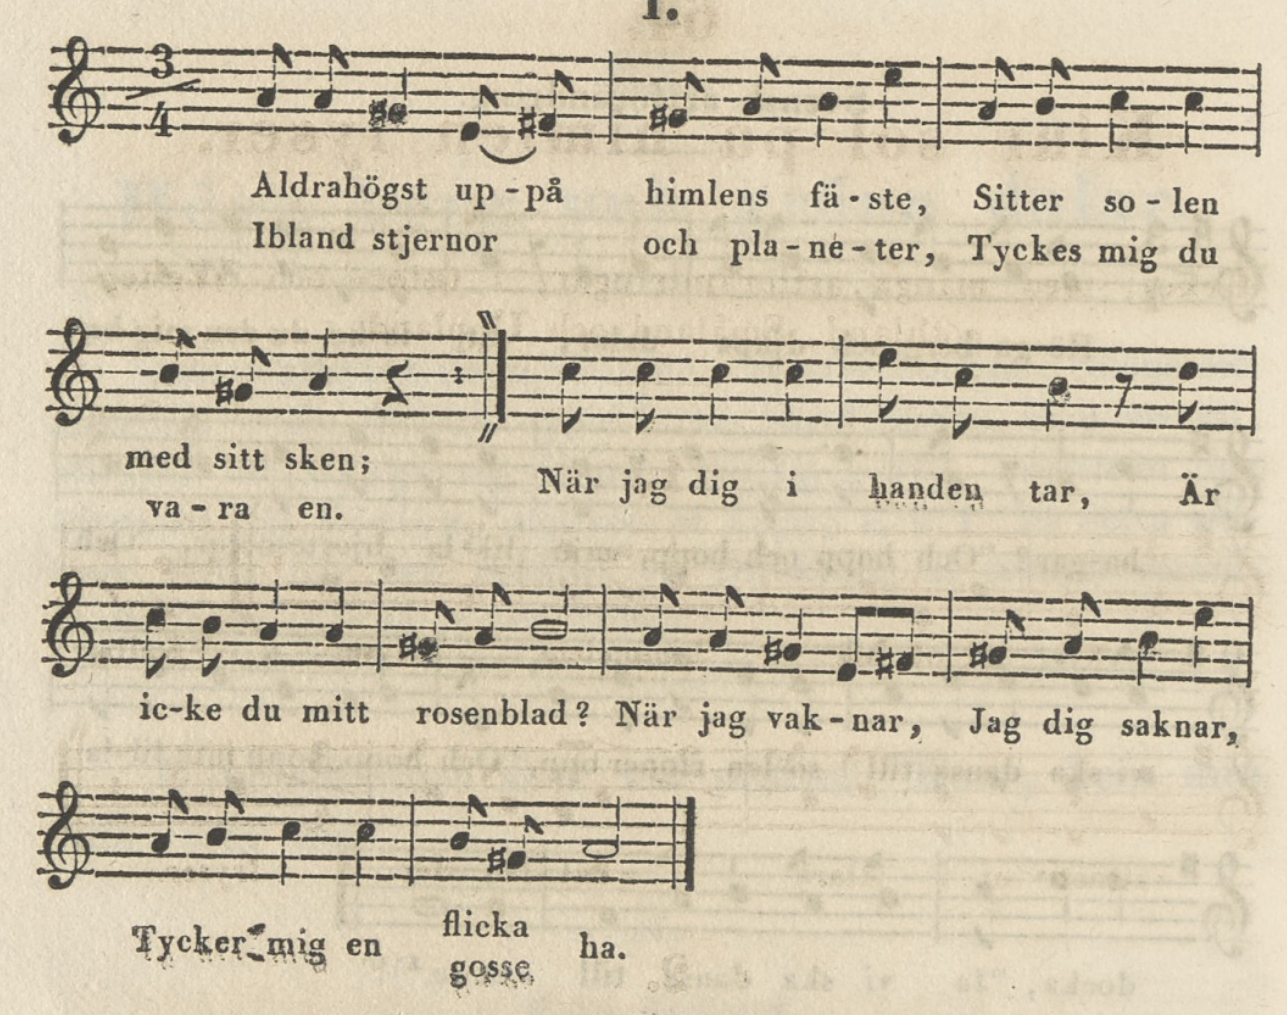 1.
3
4
Aldrahögst up-på himlens fä-ste, Sitter so-len
Ibland stjernor och pla-ne-ter, Tyckes mig du
med sitt sken;
va-ra en.
När jag dig i handen tar, Är
ic-ke du mitt rosenblad? När jag vak-nar, Jag dig saknar,
Tycker mig en flicka ha.
gosse